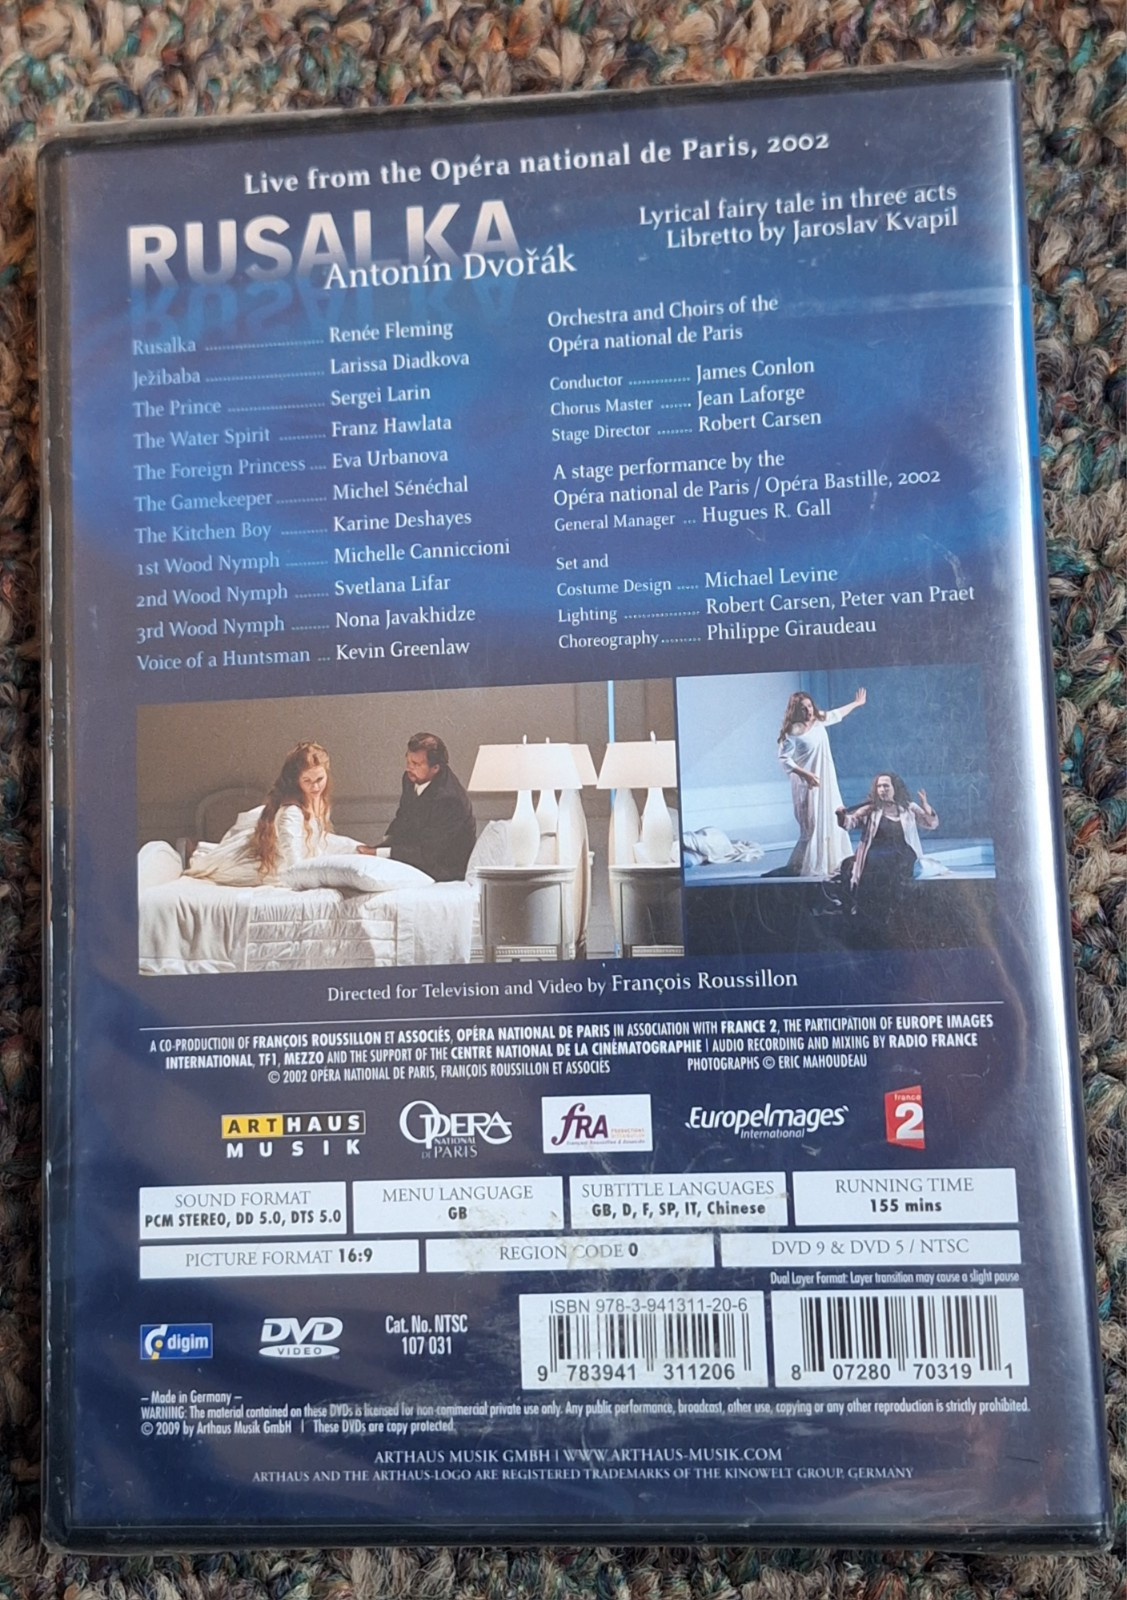 Live from the Opéra national de Paris, 2002
RUSALKA
Antonín Dvořák
Lyrical fairy tale in three acts
Libretto by Jaroslav Kvapil
Rusalka ............................ Renée Fleming
Ježibaba ............................ Larissa Diadkova
The Prince ....................... Sergei Larin
The Water Spirit ........... Franz Hawlata
The Foreign Princess .... Eva Urbanova
The Gamekeeper ............ Michel Sénéchal
The Kitchen Boy ........... Karine Deshayes
1st Wood Nymph .......... Michelle Canniccioni
2nd Wood Nymph ........ Svetlana Lifar
3rd Wood Nymph ......... Nona Javakhidze
Voice of a Huntsman ... Kevin Greenlaw
Orchestra and Choirs of the
Opéra national de Paris
Conductor .............. James Conlon
Chorus Master ....... Jean Laforge
Stage Director ........ Robert Carsen
A stage performance by the
Opéra national de Paris / Opéra Bastille, 2002
General Manager ... Hugues R. Gall
Set and
Costume Design ..... Michael Levine
Lighting ................. Robert Carsen, Peter van Praet
Choreography ......... Philippe Giraudeau
Directed for Television and Video by François Roussillon
A CO-PRODUCTION OF FRANÇOIS ROUSSILLON ET ASSOCIÉS, OPÉRA NATIONAL DE PARIS IN ASSOCIATION WITH FRANCE 2, THE PARTICIPATION OF EUROPE IMAGES
INTERNATIONAL, TF1, MEZZO AND THE SUPPORT OF THE CENTRE NATIONAL DE LA CINÉMATOGRAPHIE | AUDIO RECORDING AND MIXING BY RADIO FRANCE
© 2002 OPÉRA NATIONAL DE PARIS, FRANÇOIS ROUSSILLON ET ASSOCIÉS PHOTOGRAPHS © ERIC MAHOUDEAU
ARTHAUS
MUSIK
OPERA
NATIONAL
DE PARIS
fRA
EuropeImages
International
france
2
SOUND FORMAT
PCM STEREO, DD 5.0, DTS 5.0
MENU LANGUAGE
GB
SUBTITLE LANGUAGES
GB, D, F, SP, IT, Chinese
RUNNING TIME
155 mins
PICTURE FORMAT 16:9
REGION CODE 0
DVD 9 & DVD 5 / NTSC
Dual Layer Format: Layer transition may cause a slight pause
digim
DVD
VIDEO
Cat. No. NTSC
107 031
ISBN 978-3-941311-20-6
9 783941 311206
8 07280 70319 1
– Made in Germany –
WARNING: The material contained on these DVDs is licensed for non-commercial private use only. Any public performance, broadcast, other use, copying or any other reproduction is strictly prohibited.
© 2009 by Arthaus Musik GmbH | These DVDs are copy protected.
ARTHAUS MUSIK GMBH | WWW.ARTHAUS-MUSIK.COM
ARTHAUS AND THE ARTHAUS-LOGO ARE REGISTERED TRADEMARKS OF THE KINOWELT GROUP, GERMANY